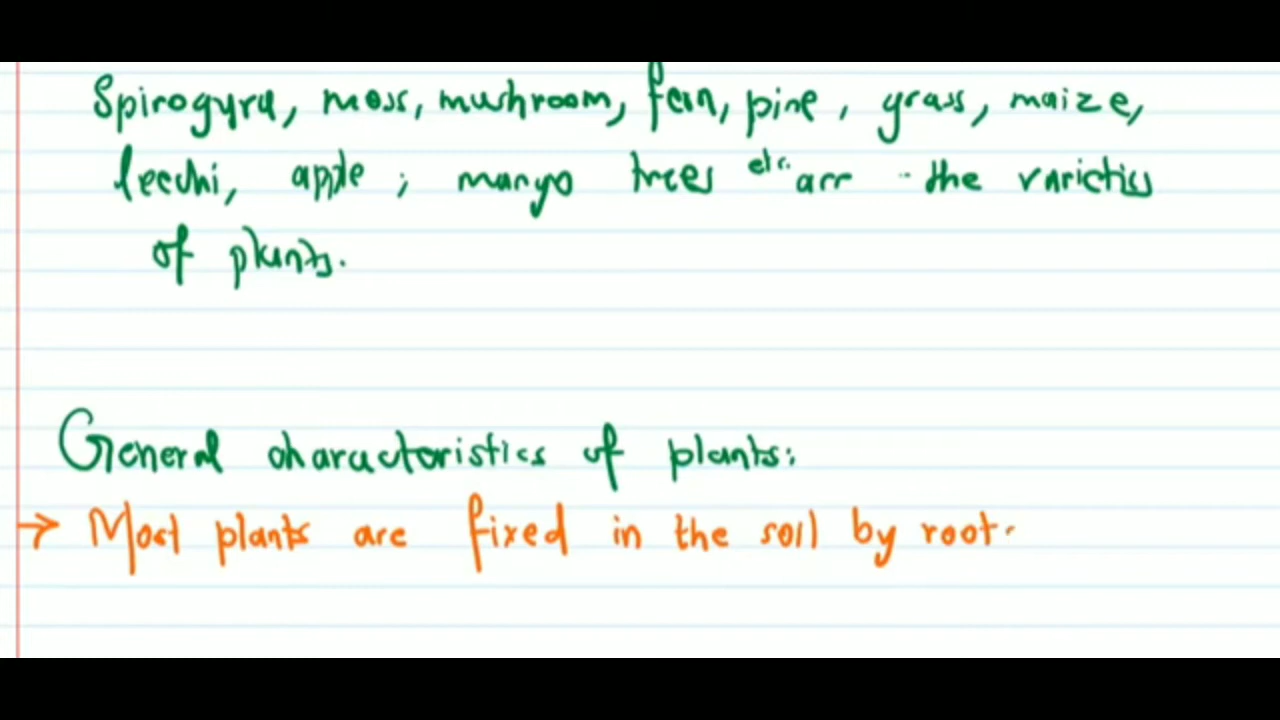 Spirogyra, moss, mushroom, fern, pine, grass, maize,
leechi, apple, mango trees etc. are the varieties
of plants.
General characteristics of plants:
→ Most plants are fixed in the soil by root.